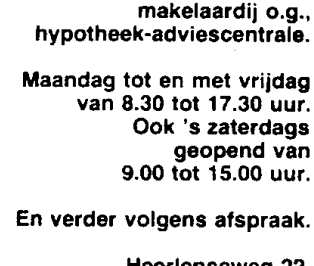 makelaardij o.g.,
hypotheek-adviescentrale.
Maandag tot en met vrijdag
van 8.30 tot 17.30 uur.
Ook 's zaterdags
geopend van
9.00 tot 15.00 uur.
En verder volgens afspraak.